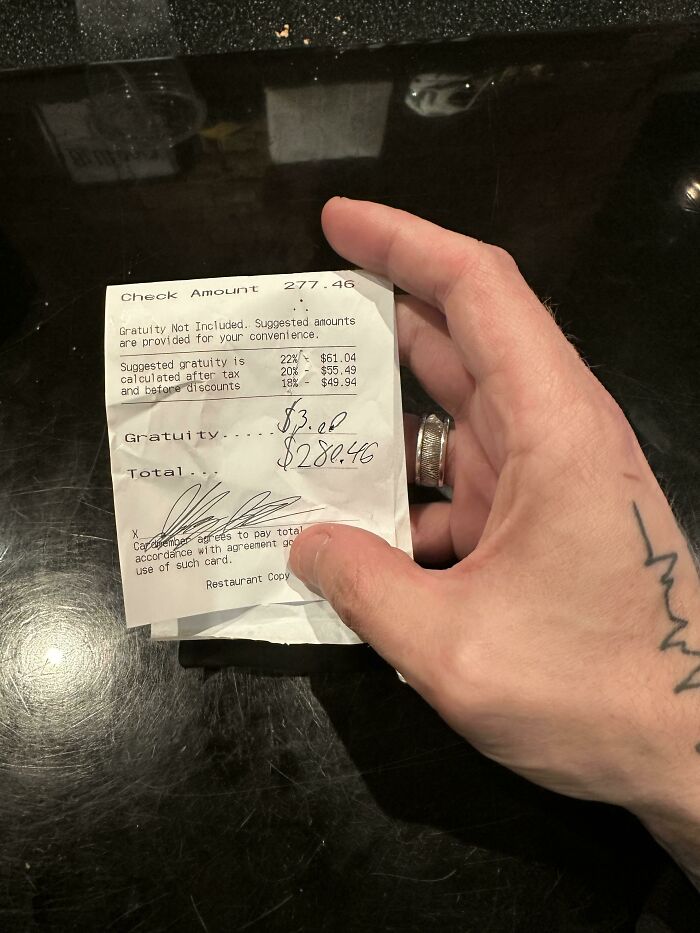 Check Amount 277.46
Gratuity Not Included. Suggested amounts
are provided for your convenience.
Suggested gratuity is 22% - $61.04
calculated after tax 20% - $55.49
and before discounts 18% - $49.94
Gratuity..... $3.00
Total... $280.46
X
Cardmember agrees to pay total
accordance with agreement
use of such card.
Restaurant Copy